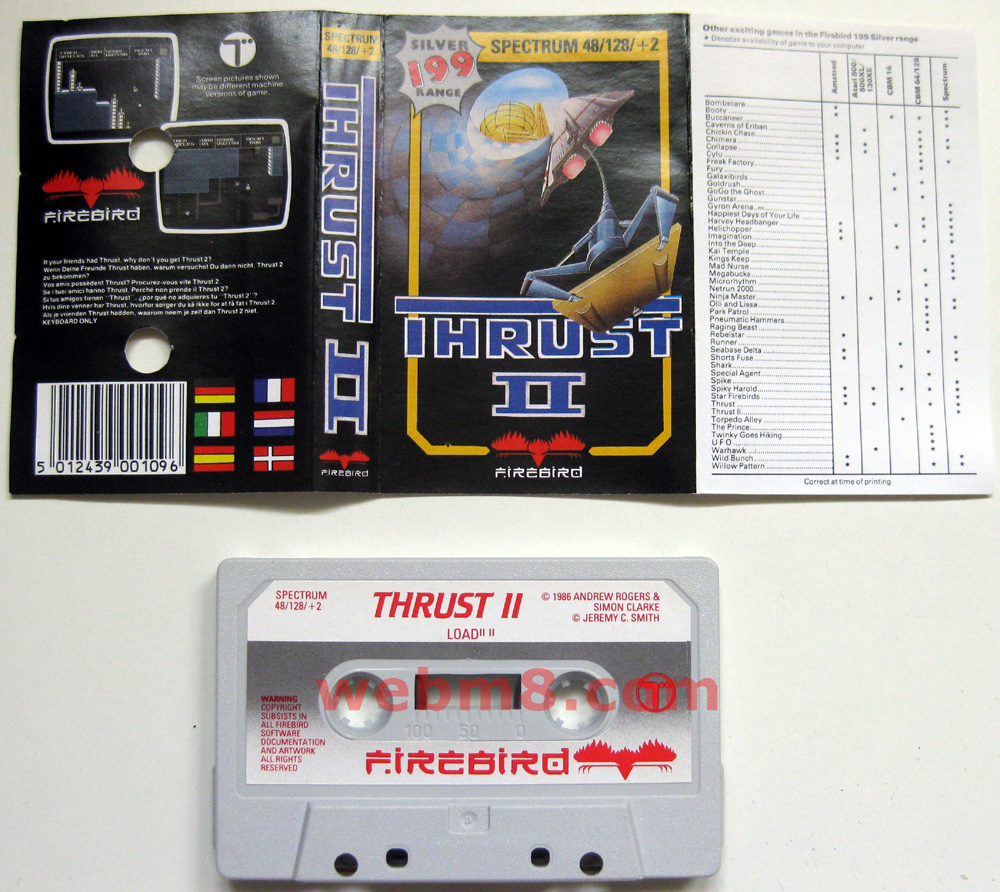 Screen pictures shown
may be different machine
versions of game.
FIREBIRD
If your friends had Thrust, why don't you get Thrust 2?
Wenn Deine Freunde Thrust haben, warum versuchst Du dann nicht, Thrust 2
zu bekommen?
Vos amis possèdent Thrust? Procurez-vous vite Thrust 2.
Se i tuoi amici hanno Thrust, Perché non prende il Thrust 2?
Si tus amigos tienen "Thrust", ¿por qué no adquieres tu "Thrust 2"?
Hvis dine venner har Thrust, hvorfor sørger du så ikke for at få fat i Thrust 2.
Als je vrienden Thrust hadden, waarom neem je zelf dan Thrust 2 niet.
KEYBOARD ONLY
5 012439 001096
SPECTRUM
48/128/+2
THRUST II
FIREBIRD
SILVER
199
RANGE
SPECTRUM 48/128/+2
THRUST
II
FIREBIRD
Other exciting games in the Firebird 199 Silver range
★ Denotes availability of game to your computer
Amstrad
Atari 800/
800XL/
130XE
CBM 16
CBM 64/128
Spectrum
Bombscare
Booty
Buccaneer
Caverns of Eriban
Chickin Chase
Chimera
Collapse
Cylu
Freak Factory
Fury
Galaxibirds
Goldrush
GoGo the Ghost
Gunstar
Gyron Arena
Happiest Days of Your Life
Harvey Headbanger
Helichopper
Imagination
Into the Deep
Kai Temple
Kings Keep
Mad Nurse
Megabucks
Microrhythm
Netrun 2000
Ninja Master
Olli and Lissa
Park Patrol
Pneumatic Hammers
Raging Beast
Rebelstar
Runner
Seabase Delta
Shorts Fuse
Shark
Special Agent
Spike
Spiky Harold
Star Firebirds
Thrust
Thrust II
Torpedo Alley
The Prince
Twinky Goes Hiking
U F O
Warhawk
Wild Bunch
Willow Pattern
Correct at time of printing
SPECTRUM
48/128/+2
THRUST II
LOAD" "
© 1986 ANDREW ROGERS &
SIMON CLARKE
© JEREMY C. SMITH
webm8.com
WARNING
COPYRIGHT
SUBSISTS IN
ALL FIREBIRD
SOFTWARE
DOCUMENTATION
AND ARTWORK
ALL RIGHTS
RESERVED
100 50 0
FIREBIRD